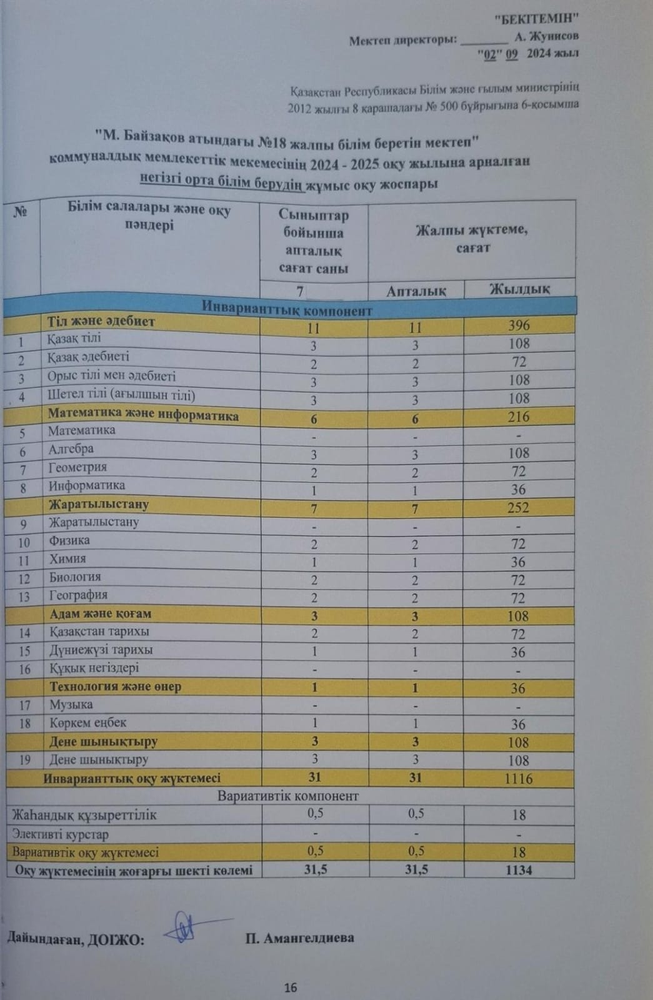 "БЕКІТЕМІН"
Мектеп директоры: ________ А. Жунисов
"02" 09 2024 жыл
Қазақстан Республикасы Білім және ғылым министрінің
2012 жылғы 8 қарашадағы № 500 бұйрығына 6-қосымша
"М. Байзақов атындағы №18 жалпы білім беретін мектеп"
коммуналдық мемлекеттік мекемесінің 2024 - 2025 оқу жылына арналған
негізгі орта білім берудің жұмыс оқу жоспары
№ Білім салалары және оқу пәндері Сыныптар бойынша апталық сағат саны Жалпы жүктеме, сағат
7 Апталық Жылдық
Инварианттық компонент
Тіл және әдебиет 11 11 396
1 Қазақ тілі 3 3 108
2 Қазақ әдебиеті 2 2 72
3 Орыс тілі мен әдебиеті 3 3 108
4 Шетел тілі (ағылшын тілі) 3 3 108
Математика және информатика 6 6 216
5 Математика - - -
6 Алгебра 3 3 108
7 Геометрия 2 2 72
8 Информатика 1 1 36
Жаратылыстану 7 7 252
9 Жаратылыстану - - -
10 Физика 2 2 72
11 Химия 1 1 36
12 Биология 2 2 72
13 География 2 2 72
Адам және қоғам 3 3 108
14 Қазақстан тарихы 2 2 72
15 Дүниежүзі тарихы 1 1 36
16 Құқық негіздері - - -
Технология және өнер 1 1 36
17 Музыка - - -
18 Көркем еңбек 1 1 36
Дене шынықтыру 3 3 108
19 Дене шынықтыру 3 3 108
Инварианттық оқу жүктемесі 31 31 1116
Вариативтік компонент
Жаһандық құзыреттілік 0,5 0,5 18
Элективті курстар - - -
Вариативтік оқу жүктемесі 0,5 0,5 18
Оқу жүктемесінің жоғарғы шекті көлемі 31,5 31,5 1134
Дайындаған, ДОІЖО: П. Амангелдиева
16